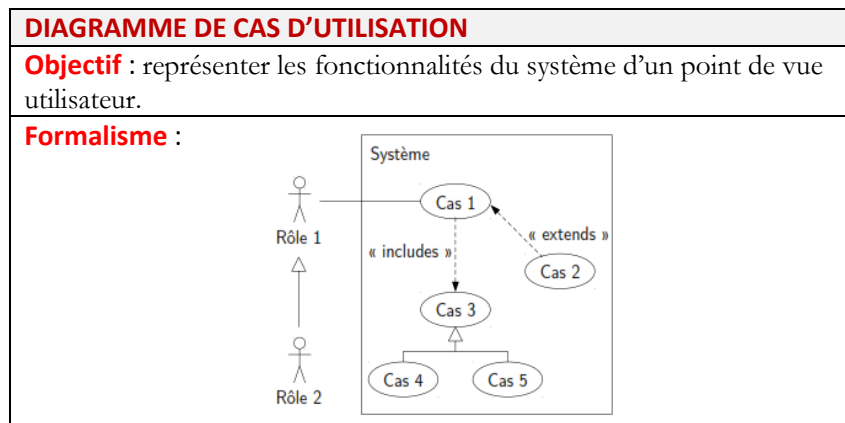 DIAGRAMME DE CAS D’UTILISATION
Objectif : représenter les fonctionnalités du système d’un point de vue
utilisateur.
Formalisme :
Système
Cas 1
Rôle 1
« extends »
« includes »
Cas 2
Cas 3
Cas 4
Cas 5
Rôle 2